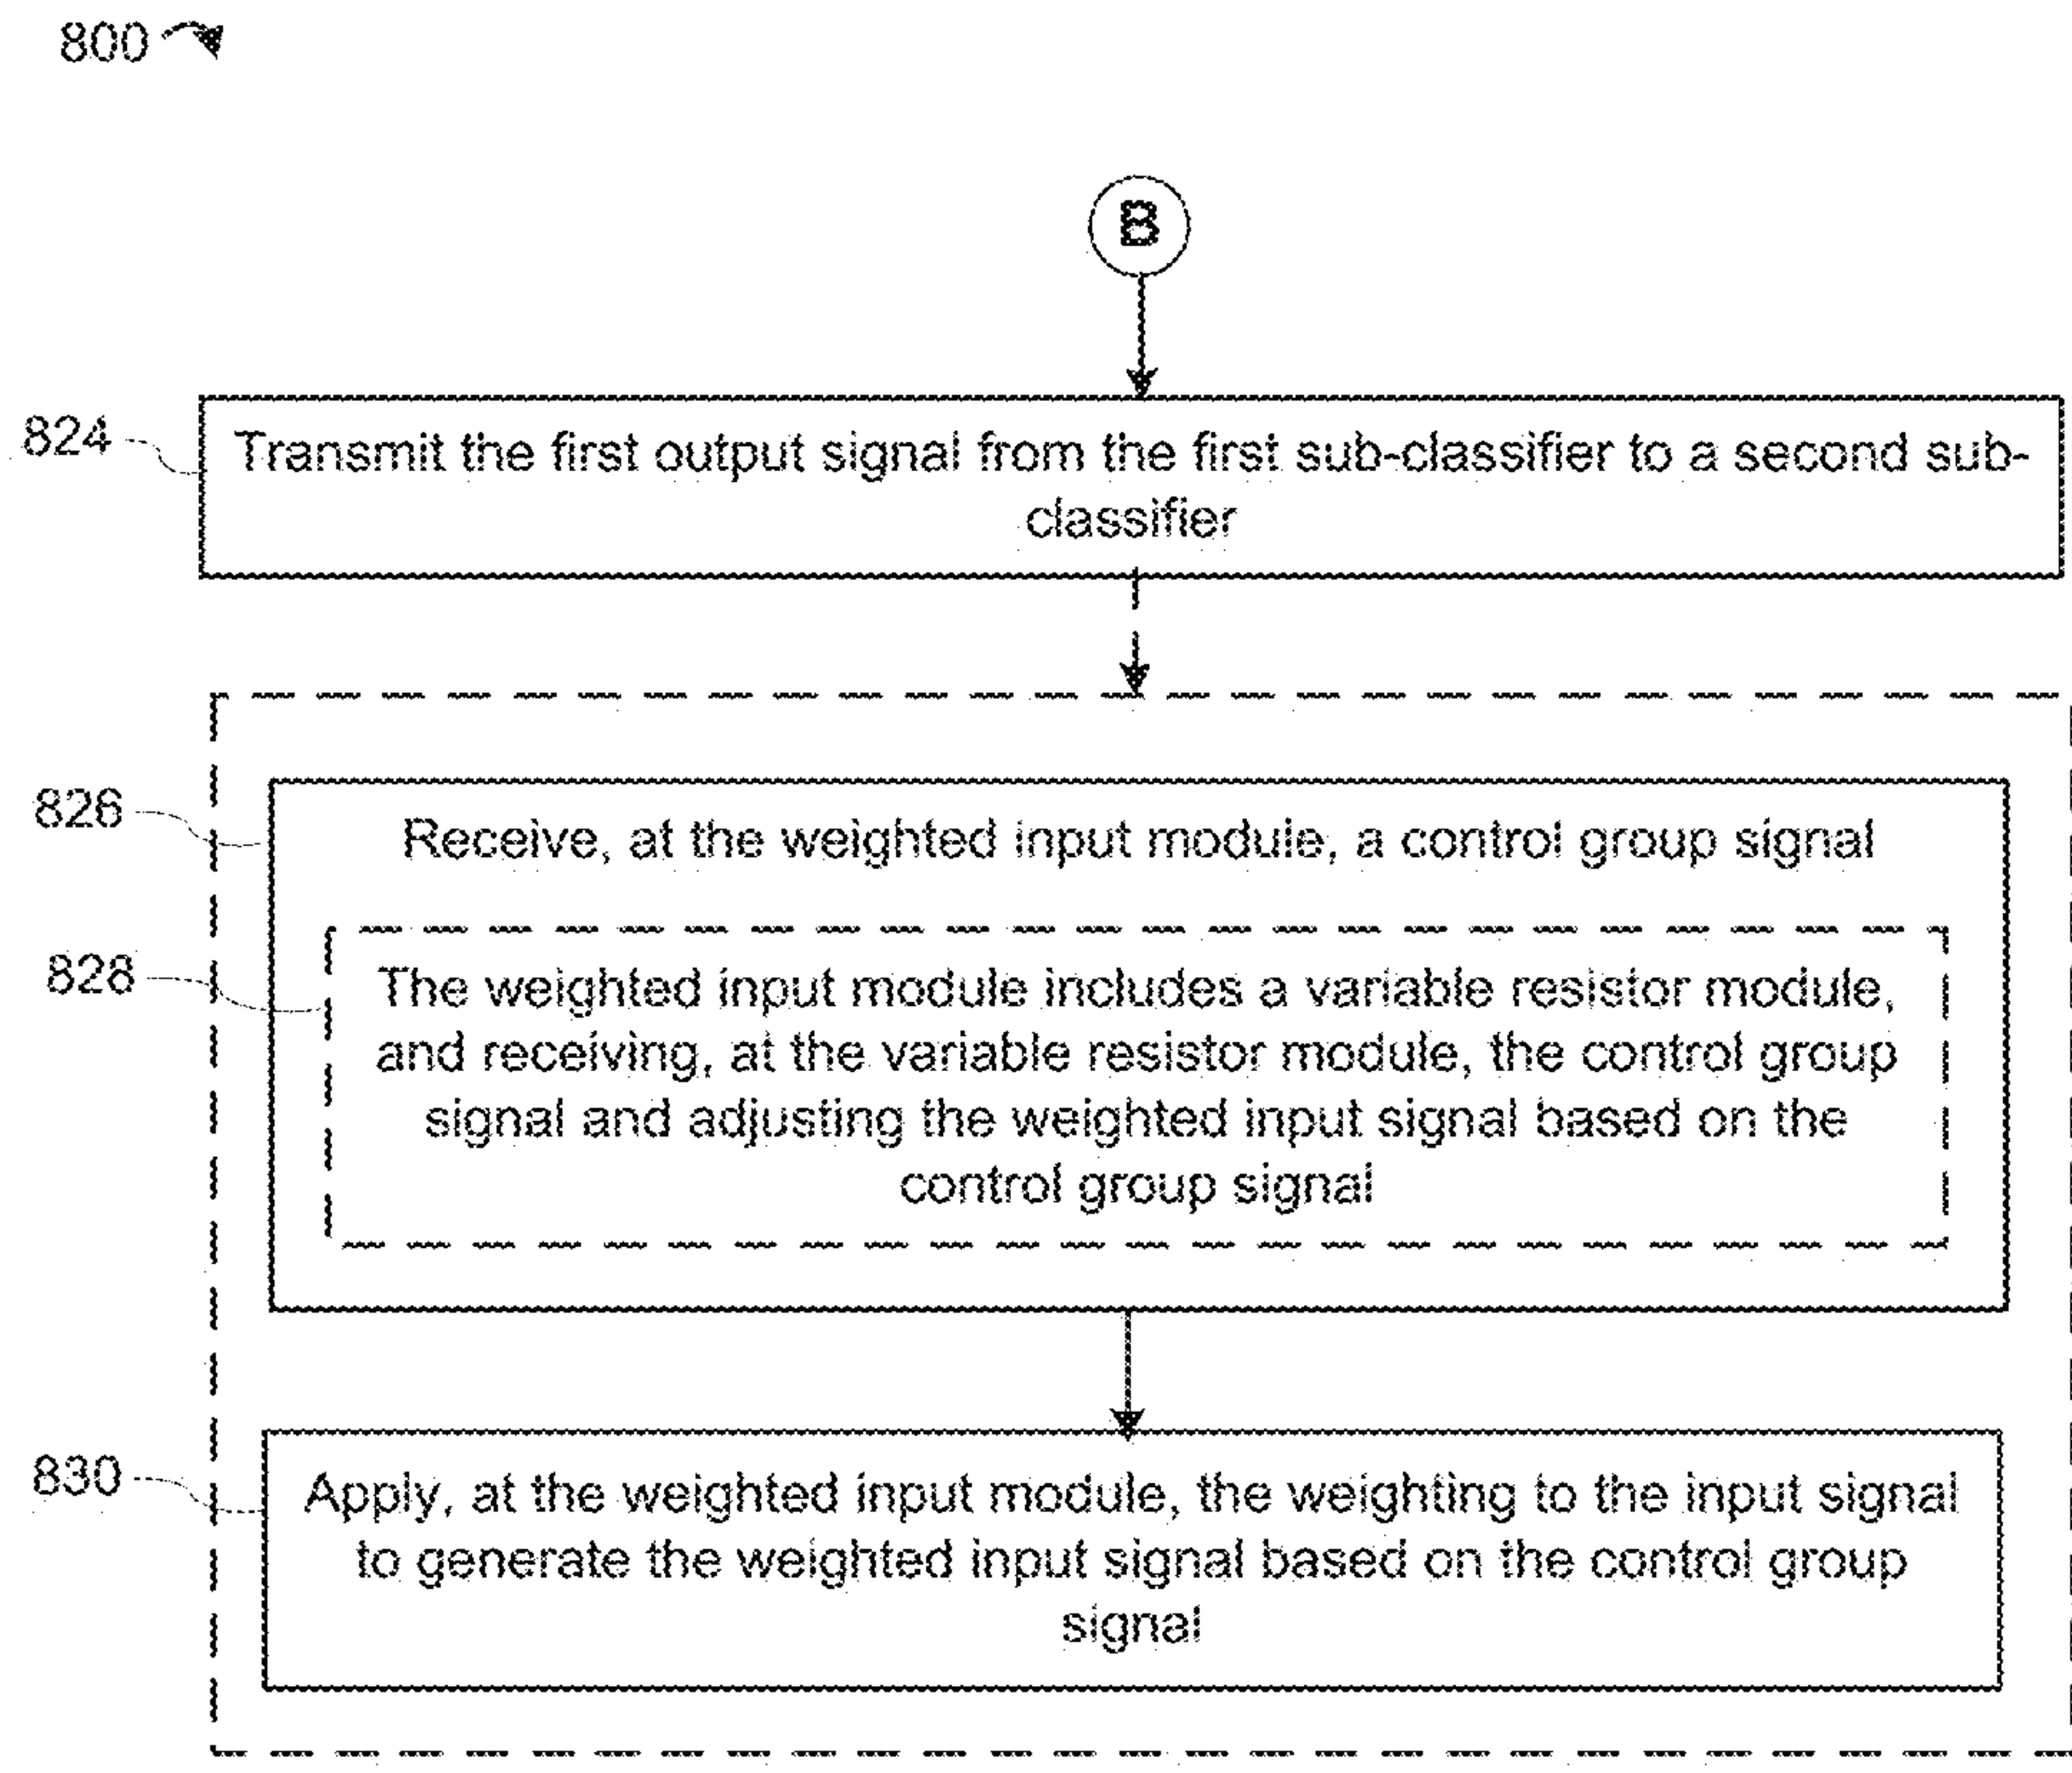 800
B
824
Transmit the first output signal from the first sub-classifier to a second sub-
classifier
826
Receive, at the weighted input module, a control group signal
828
The weighted input module includes a variable resistor module,
and receiving, at the variable resistor module, the control group
signal and adjusting the weighted input signal based on the
control group signal
830
Apply, at the weighted input module, the weighting to the input signal
to generate the weighted input signal based on the control group
signal